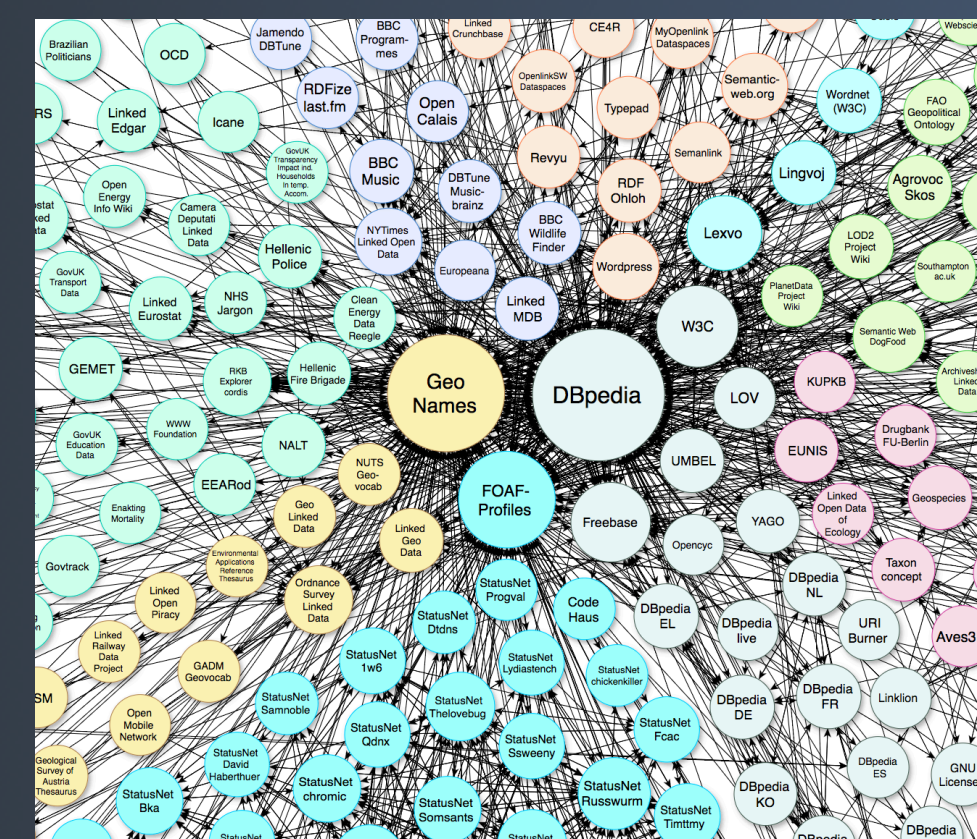 Brazilian
Politicians
OCD
Jamendo
DBTune
BBC
Program-
mes
Linked
Crunchbase
CE4R
MyOpenlink
Dataspaces
RS
Linked
Edgar
Icane
RDFize
last.fm
Open
Calais
OpenlinkSW
Dataspaces
Typepad
Semantic-
web.org
Wordnet
(W3C)
FAO
Geopolitical
Ontology
GovUK
Transparency
Impact ind.
Households
In temp.
Accom.
BBC
Music
Revyu
Semanlink
Lingvoj
Agrovoc
Skos
Open
Energy
Info Wiki
Camera
Deputati
Linked
Data
DBTune
Music-
brainz
RDF
Ohloh
Hellenic
Police
NYTimes
Linked Open
Data
BBC
Wildlife
Finder
Lexvo
LOD2
Project
Wiki
GovUK
Transport
Data
Europeana
Wordpress
Southampton
ac.uk
Linked
Eurostat
NHS
Jargon
Clean
Energy
Data
Reegle
Linked
MDB
W3C
PlanetData
Project
Wiki
Semantic Web
DogFood
GEMET
RKB
Explorer
cordis
Hellenic
Fire Brigade
Geo
Names
DBpedia
LOV
KUPKB
Linked
Data
GovUK
Education
Data
WWW
Foundation
NALT
UMBEL
EUNIS
Drugbank
FU-Berlin
EEARod
NUTS
Geo-
vocab
FOAF-
Profiles
Freebase
YAGO
Linked
Open Data
of
Ecology
Geospecies
Enakting
Mortality
Geo
Linked
Data
Linked
Geo
Data
Opencyc
Govtrack
Environmental
Applications
Reference
Thesaurus
Taxon
concept
Linked
Open
Piracy
Ordnance
Survey
Linked
Data
StatusNet
Progval
Code
Haus
DBpedia
EL
DBpedia
NL
Linked
Railway
Data
Project
StatusNet
Dtdns
DBpedia
live
URI
Burner
Aves3
GADM
Geovocab
StatusNet
1w6
StatusNet
Lydiastench
StatusNet
chickenkiller
SM
Open
Mobile
Network
StatusNet
Samnoble
StatusNet
Thelovebug
DBpedia
DE
DBpedia
FR
Linklion
StatusNet
Qdnx
StatusNet
Ssweeny
StatusNet
Fcac
Geological
Survey of
Austria
Thesaurus
StatusNet
David
Haberthuer
StatusNet
chronic
StatusNet
Russwurm
DBpedia
ES
GNU
StatusNet
Bka
StatusNet
Somsants
StatusNet
Timttmy
DBpedia
KO
DBpedia